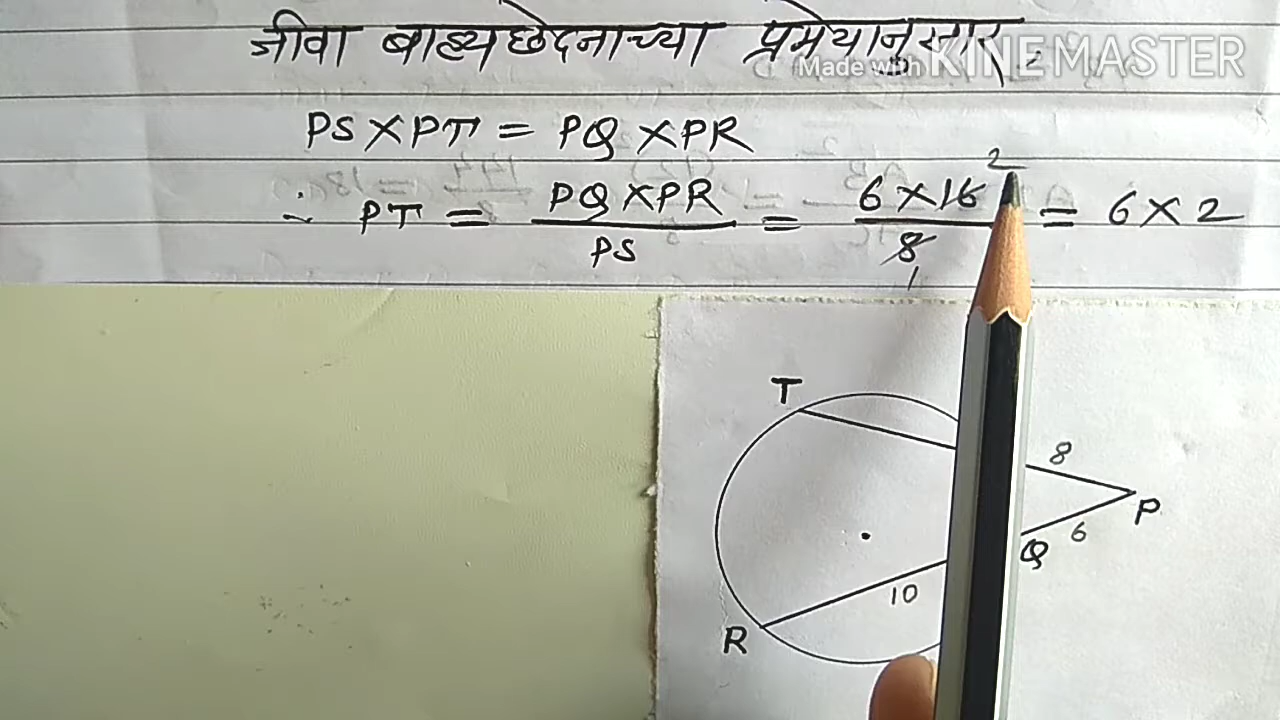 जीवा बाह्यछेदनाच्या प्रमेयानुसार,
Made with KINEMASTER
PS × PT = PQ × PR
∴ PT = PQ × PR / PS = 6 × 16 2 / 8 1 = 6 × 2
T
8
P
6
Q
10
R